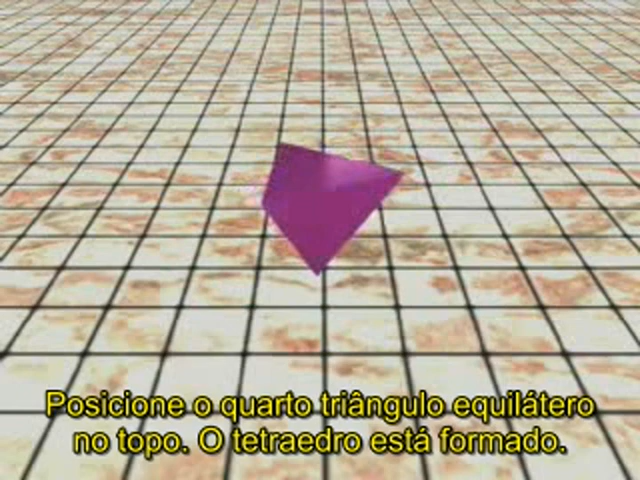 Posicione o quarto triângulo equilátero
no topo. O tetraedro está formado.